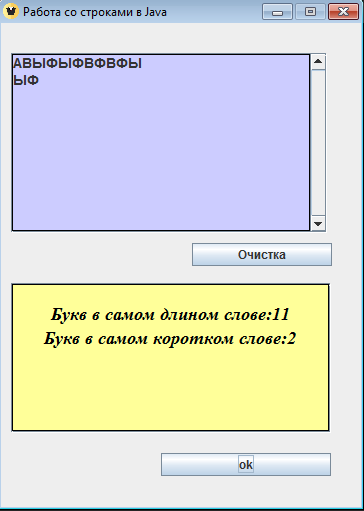 Работа со строками в Java
АВЫФЫФВФВФЫ
ЫФ
Очистка
Букв в самом длином слове:11
Букв в самом коротком слове:2
ok